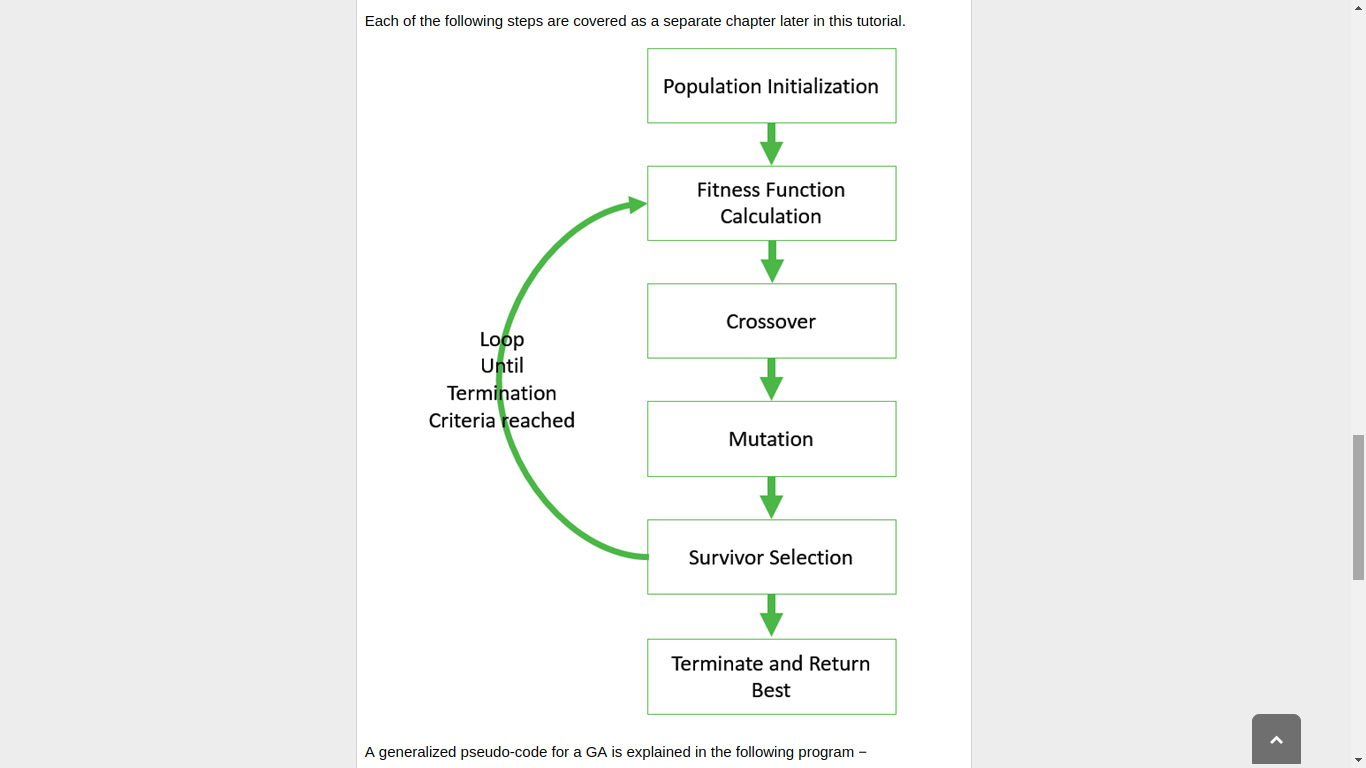 Each of the following steps are covered as a separate chapter later in this tutorial.
Population Initialization
Fitness Function
Calculation
Crossover
Loop
Until
Termination
Criteria reached
Mutation
Survivor Selection
Terminate and Return
Best
A generalized pseudo-code for a GA is explained in the following program −